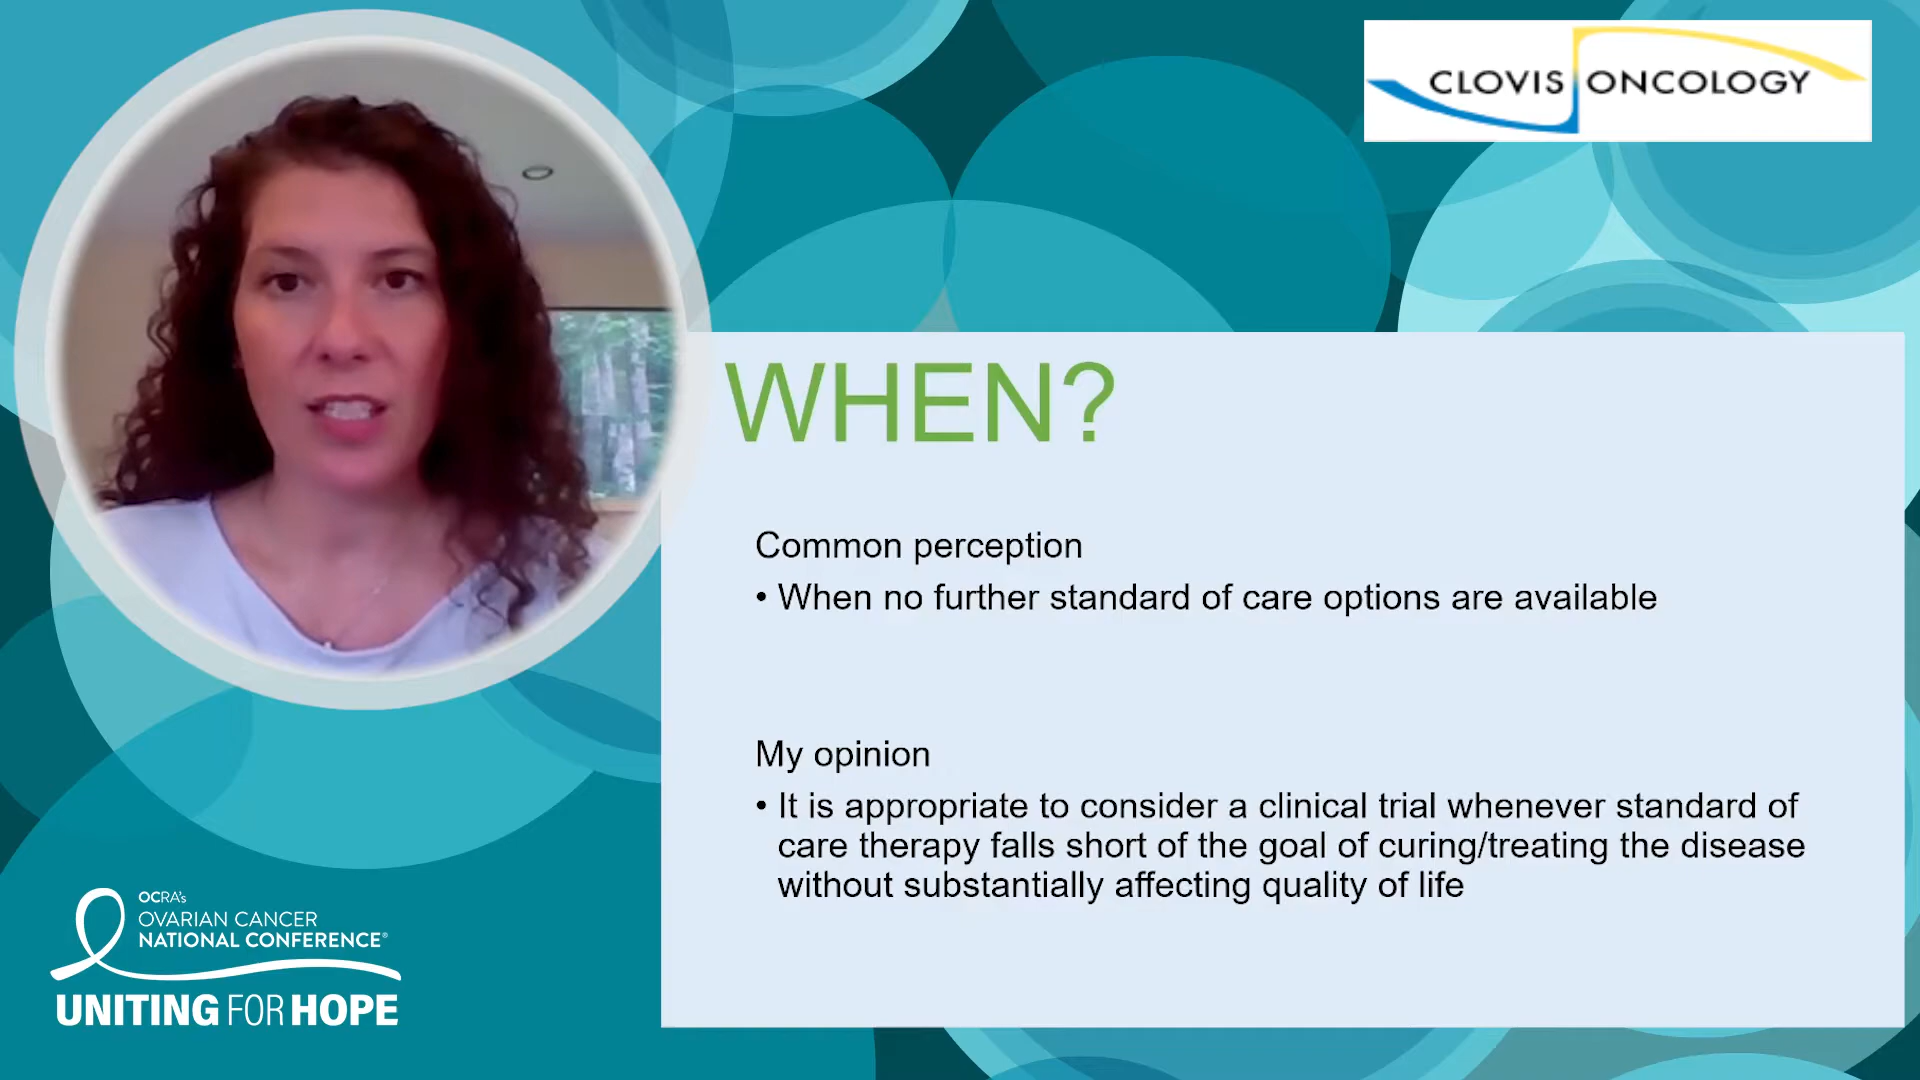 CLOVIS ONCOLOGY
WHEN?
Common perception
• When no further standard of care options are available
My opinion
• It is appropriate to consider a clinical trial whenever standard of
care therapy falls short of the goal of curing/treating the disease
without substantially affecting quality of life
OCRA's
OVARIAN CANCER
NATIONAL CONFERENCE®
UNITING FOR HOPE